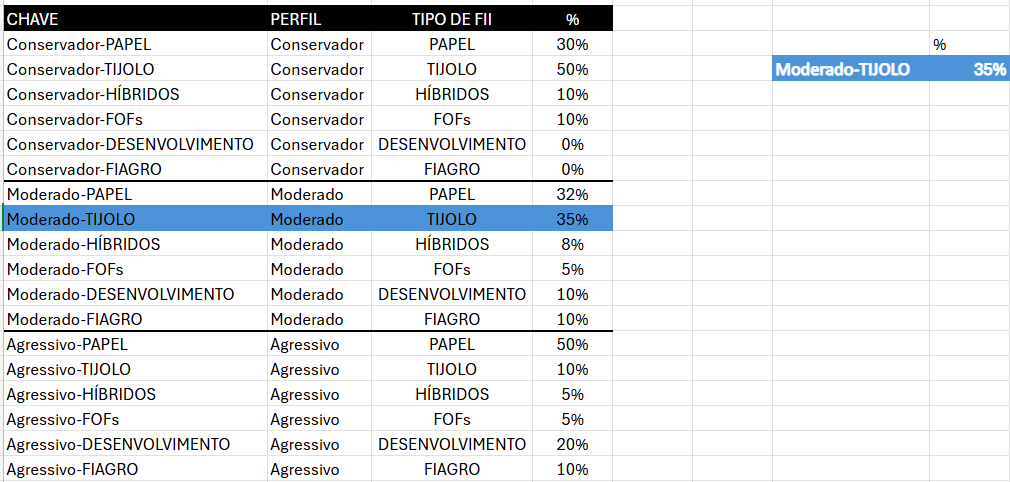 CHAVE PERFIL TIPO DE FII %
Conservador-PAPEL Conservador PAPEL 30% %
Conservador-TIJOLO Conservador TIJOLO 50% Moderado-TIJOLO 35%
Conservador-HÍBRIDOS Conservador HÍBRIDOS 10%
Conservador-FOFs Conservador FOFs 10%
Conservador-DESENVOLVIMENTO Conservador DESENVOLVIMENTO 0%
Conservador-FIAGRO Conservador FIAGRO 0%
Moderado-PAPEL Moderado PAPEL 32%
Moderado-TIJOLO Moderado TIJOLO 35%
Moderado-HÍBRIDOS Moderado HÍBRIDOS 8%
Moderado-FOFs Moderado FOFs 5%
Moderado-DESENVOLVIMENTO Moderado DESENVOLVIMENTO 10%
Moderado-FIAGRO Moderado FIAGRO 10%
Agressivo-PAPEL Agressivo PAPEL 50%
Agressivo-TIJOLO Agressivo TIJOLO 10%
Agressivo-HÍBRIDOS Agressivo HÍBRIDOS 5%
Agressivo-FOFs Agressivo FOFs 5%
Agressivo-DESENVOLVIMENTO Agressivo DESENVOLVIMENTO 20%
Agressivo-FIAGRO Agressivo FIAGRO 10%